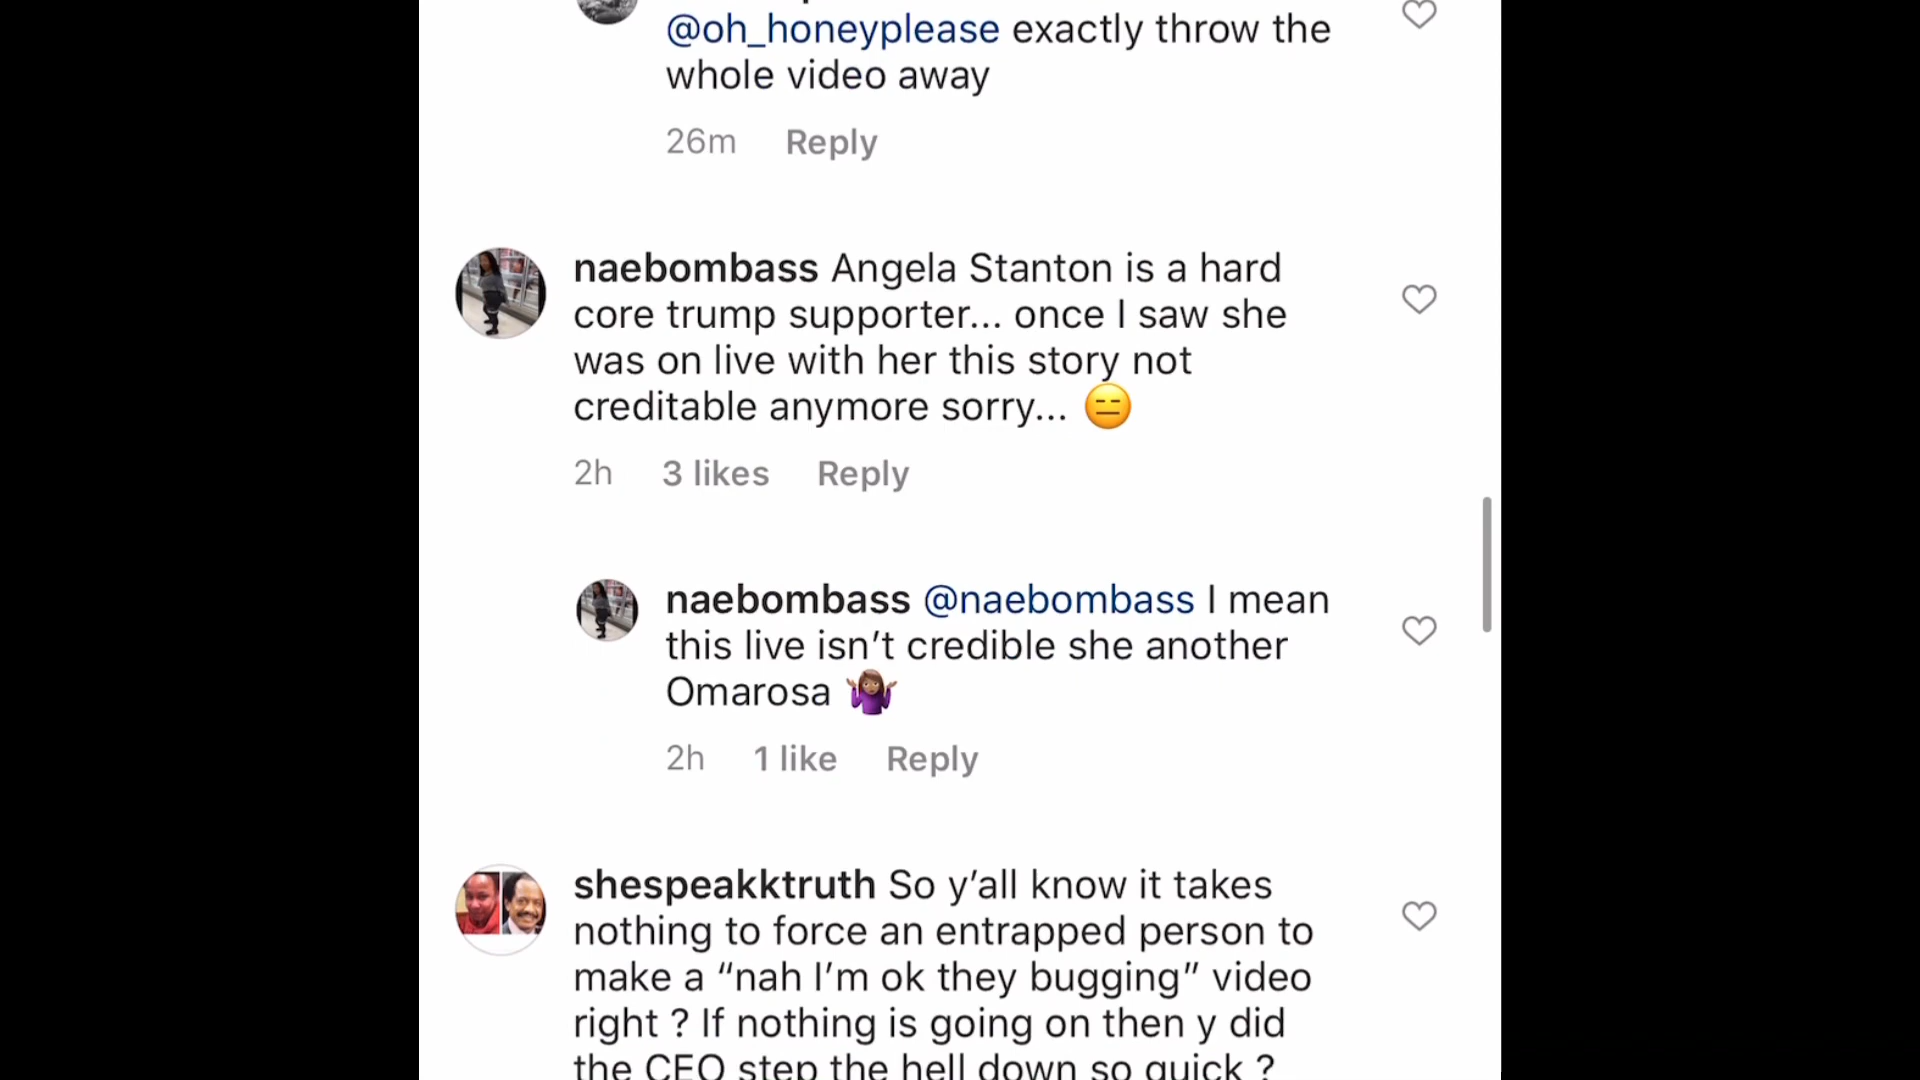 @oh_honeyplease exactly throw the
whole video away
26m Reply
naebombass Angela Stanton is a hard
core trump supporter... once I saw she
was on live with her this story not
creditable anymore sorry... 😑
2h 3 likes Reply
naebombass @naebombass I mean
this live isn’t credible she another
Omarosa 🤷🏽‍♀️
2h 1 like Reply
shespeakktruth So y’all know it takes
nothing to force an entrapped person to
make a “nah I’m ok they bugging” video
right ? If nothing is going on then y did
the CEO step the hell down so quick ?